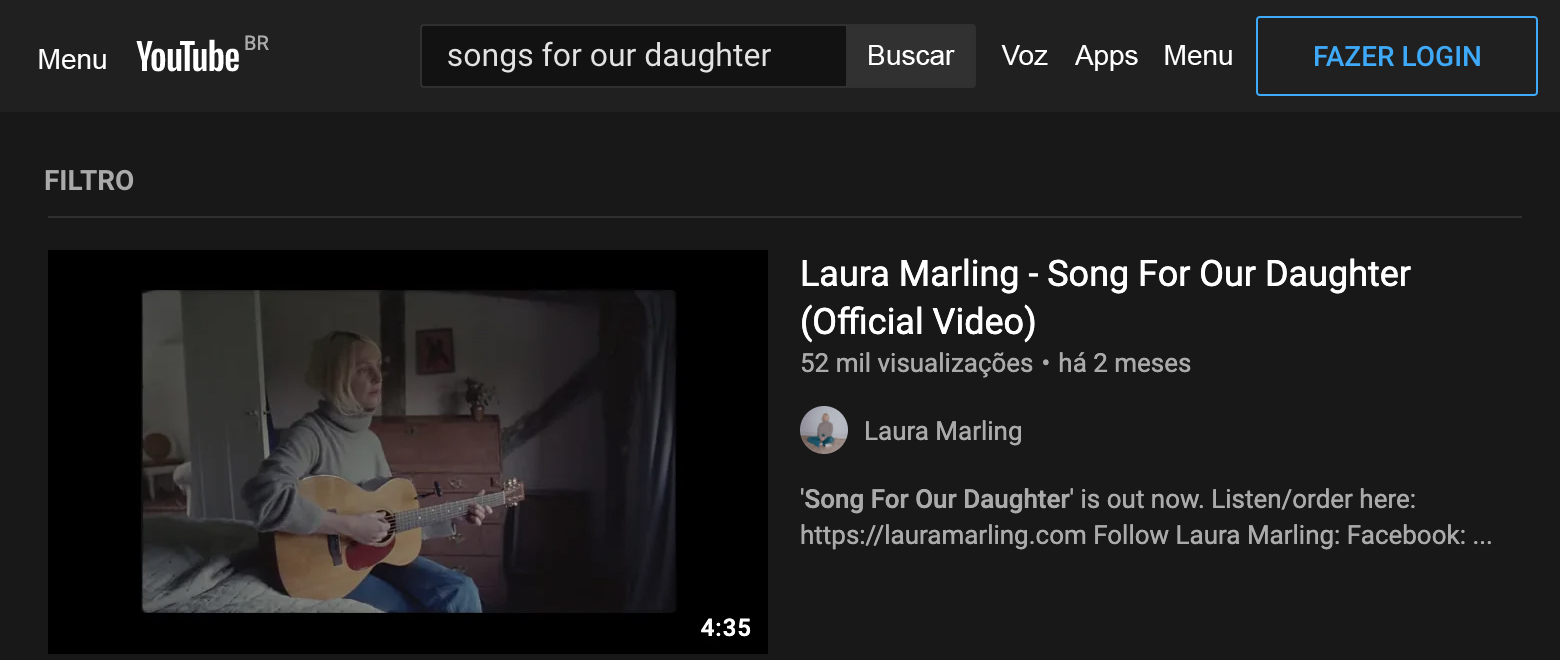 Menu YouTube BR songs for our daughter Buscar Voz Apps Menu FAZER LOGIN
FILTRO
Laura Marling - Song For Our Daughter
(Official Video)
52 mil visualizações • há 2 meses
Laura Marling
'Song For Our Daughter' is out now. Listen/order here:
https://lauramarling.com Follow Laura Marling: Facebook: ...
4:35